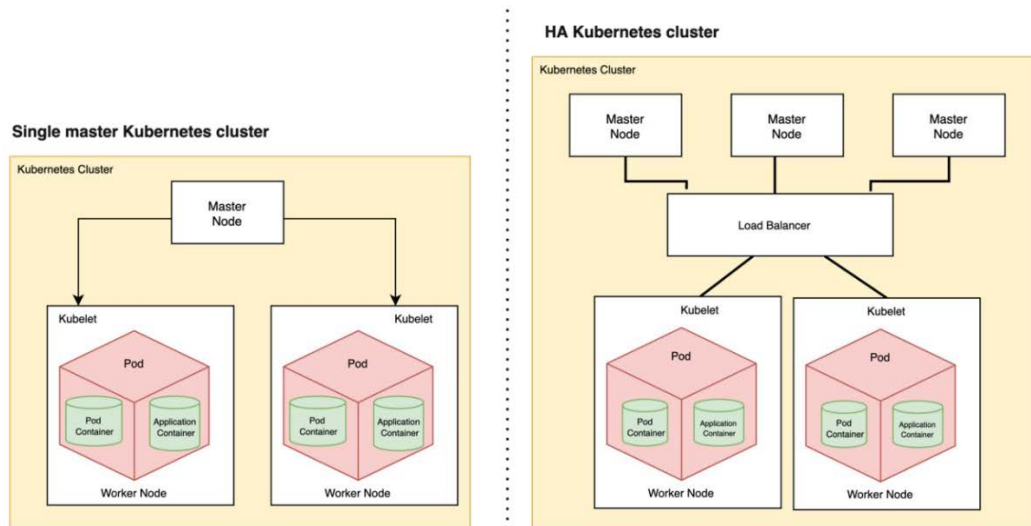 Single master Kubernetes cluster
Kubernetes Cluster
Master
Node
Kubelet
Pod
Pod
Container
Application
Container
Worker Node
Kubelet
Pod
Pod
Container
Application
Container
Worker Node
HA Kubernetes cluster
Kubernetes Cluster
Master
Node
Master
Node
Master
Node
Load Balancer
Kubelet
Pod
Pod
Container
Application
Container
Worker Node
Kubelet
Pod
Pod
Container
Application
Container
Worker Node